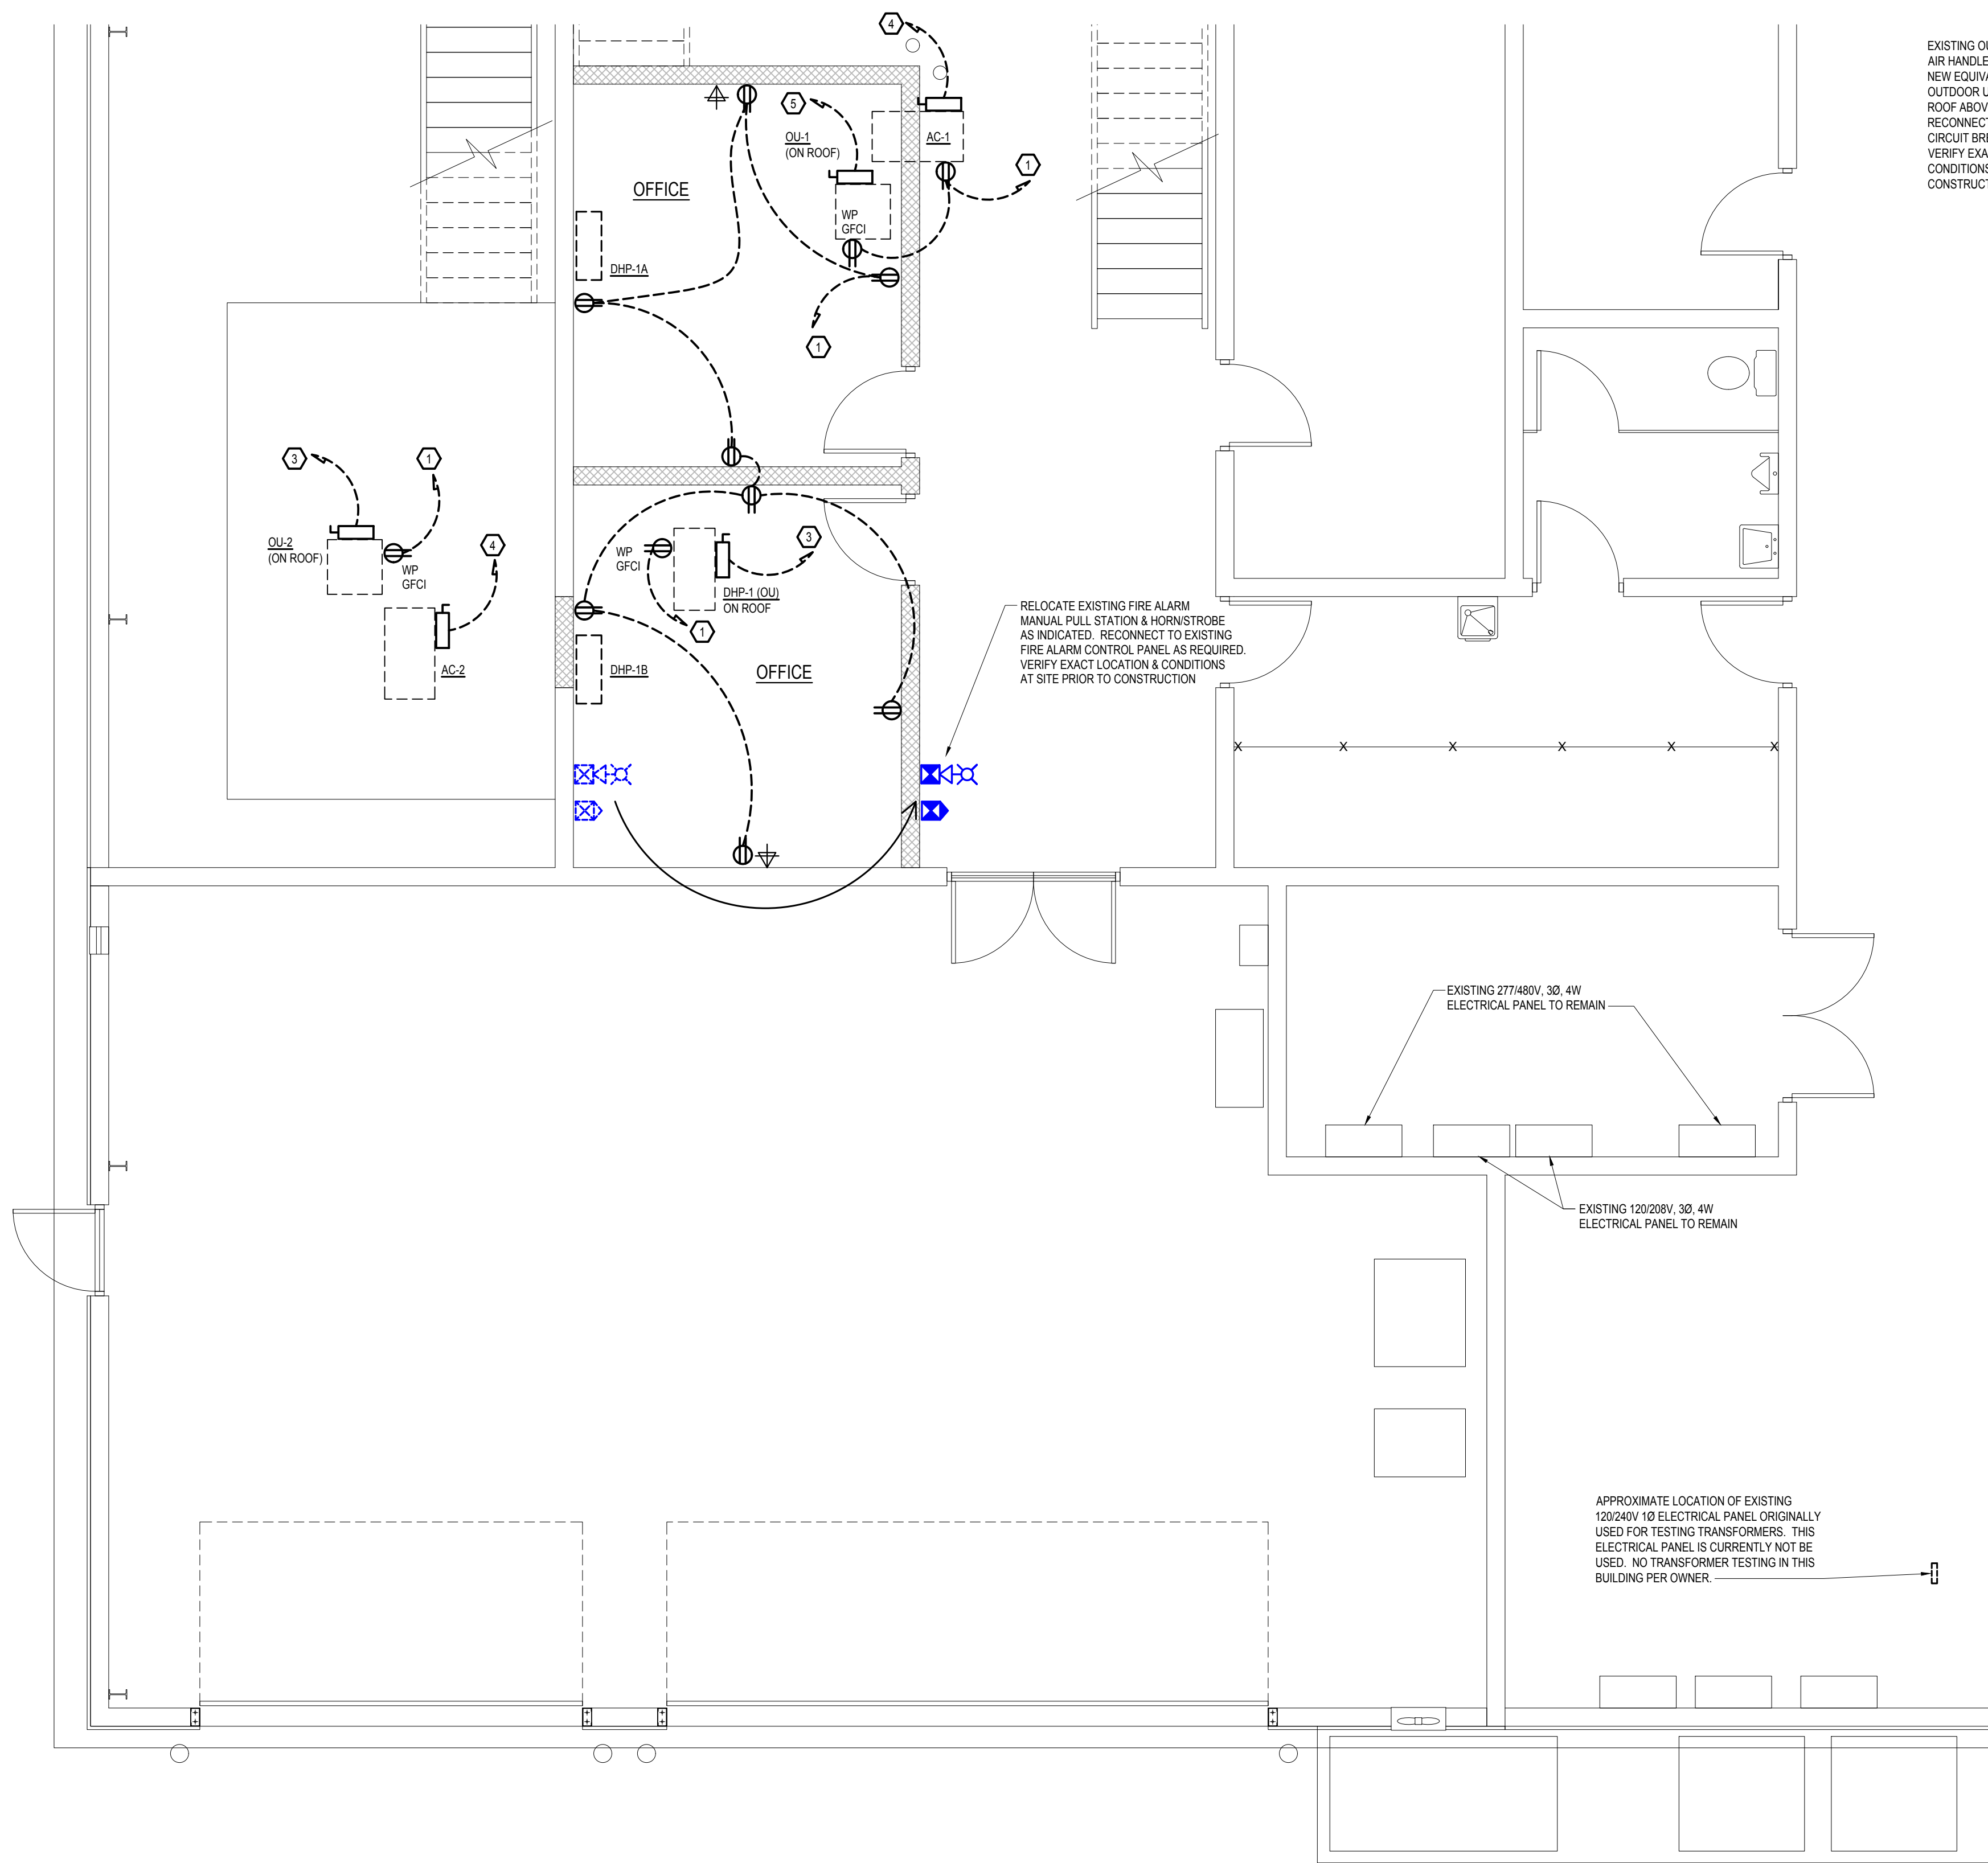 4
EXISTING OU
AIR HANDLE
NEW EQUIVA
OUTDOOR U
ROOF ABOV
RECONNECT
CIRCUIT BRE
VERIFY EXA
CONDITIONS
CONSTRUCT
5
OU-1
(ON ROOF)
AC-1
1
OFFICE
WP
GFCI
DHP-1A
1
3
1
4
OU-2
(ON ROOF)
WP
GFCI
AC-2
WP
GFCI
3
DHP-1 (OU)
ON ROOF
1
DHP-1B
OFFICE
RELOCATE EXISTING FIRE ALARM
MANUAL PULL STATION & HORN/STROBE
AS INDICATED. RECONNECT TO EXISTING
FIRE ALARM CONTROL PANEL AS REQUIRED.
VERIFY EXACT LOCATION & CONDITIONS
AT SITE PRIOR TO CONSTRUCTION
X X X X X X
EXISTING 277/480V, 3Ø, 4W
ELECTRICAL PANEL TO REMAIN
EXISTING 120/208V, 3Ø, 4W
ELECTRICAL PANEL TO REMAIN
APPROXIMATE LOCATION OF EXISTING
120/240V 1Ø ELECTRICAL PANEL ORIGINALLY
USED FOR TESTING TRANSFORMERS. THIS
ELECTRICAL PANEL IS CURRENTLY NOT BE
USED. NO TRANSFORMER TESTING IN THIS
BUILDING PER OWNER.